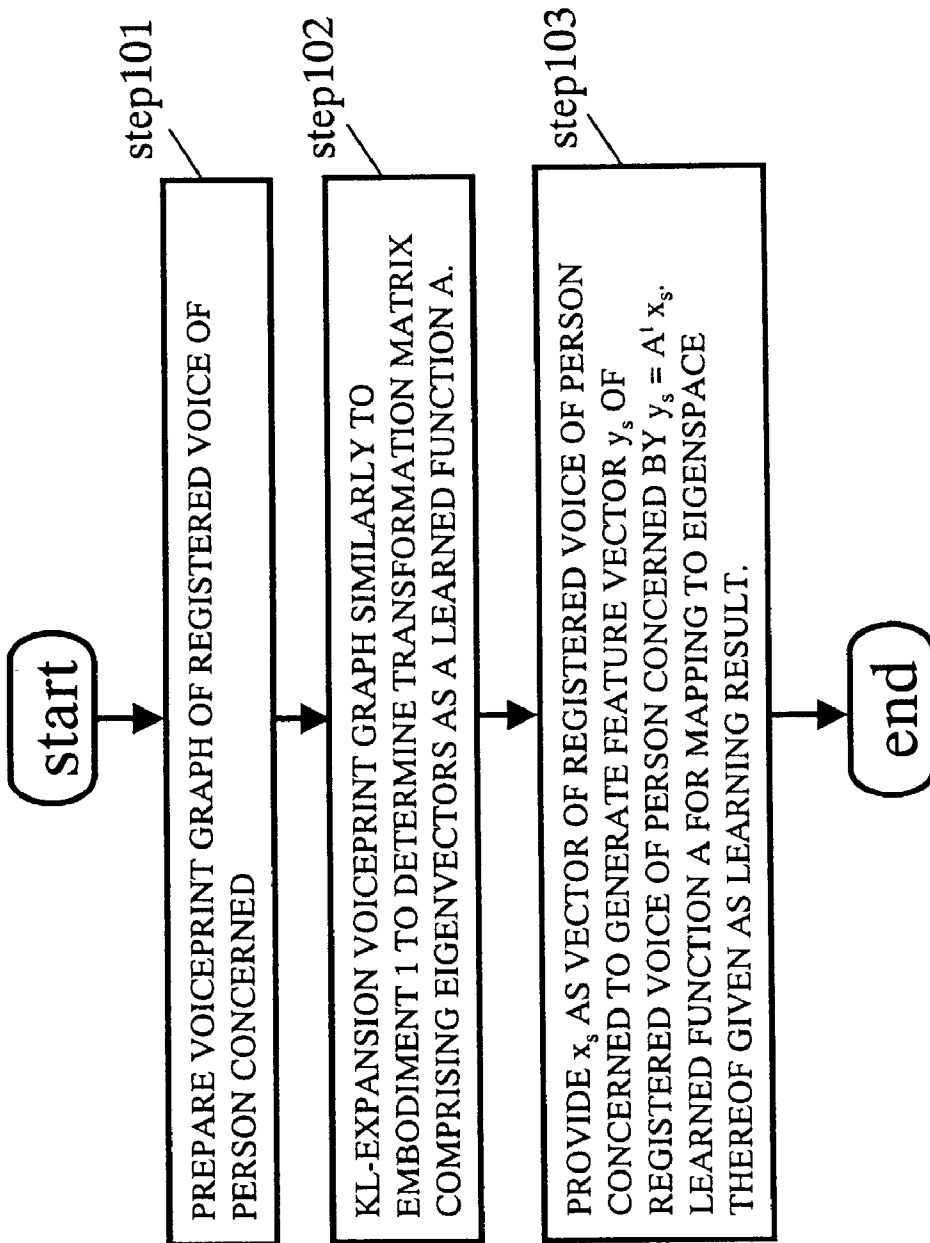 start
step101
PREPARE VOICEPRINT GRAPH OF REGISTERED VOICE OF
PERSON CONCERNED
step102
KL-EXPANSION VOICEPRINT GRAPH SIMILARLY TO
EMBODIMENT 1 TO DETERMINE TRANSFORMATION MATRIX
COMPRISING EIGENVECTORS AS A LEARNED FUNCTION A.
step103
PROVIDE xₛ AS VECTOR OF REGISTERED VOICE OF PERSON
CONCERNED TO GENERATE FEATURE VECTOR yₛ OF
REGISTERED VOICE OF PERSON CONCERNED BY yₛ = Aᵗ xₛ.
LEARNED FUNCTION A FOR MAPPING TO EIGENSPACE
THEREOF GIVEN AS LEARNING RESULT.
end